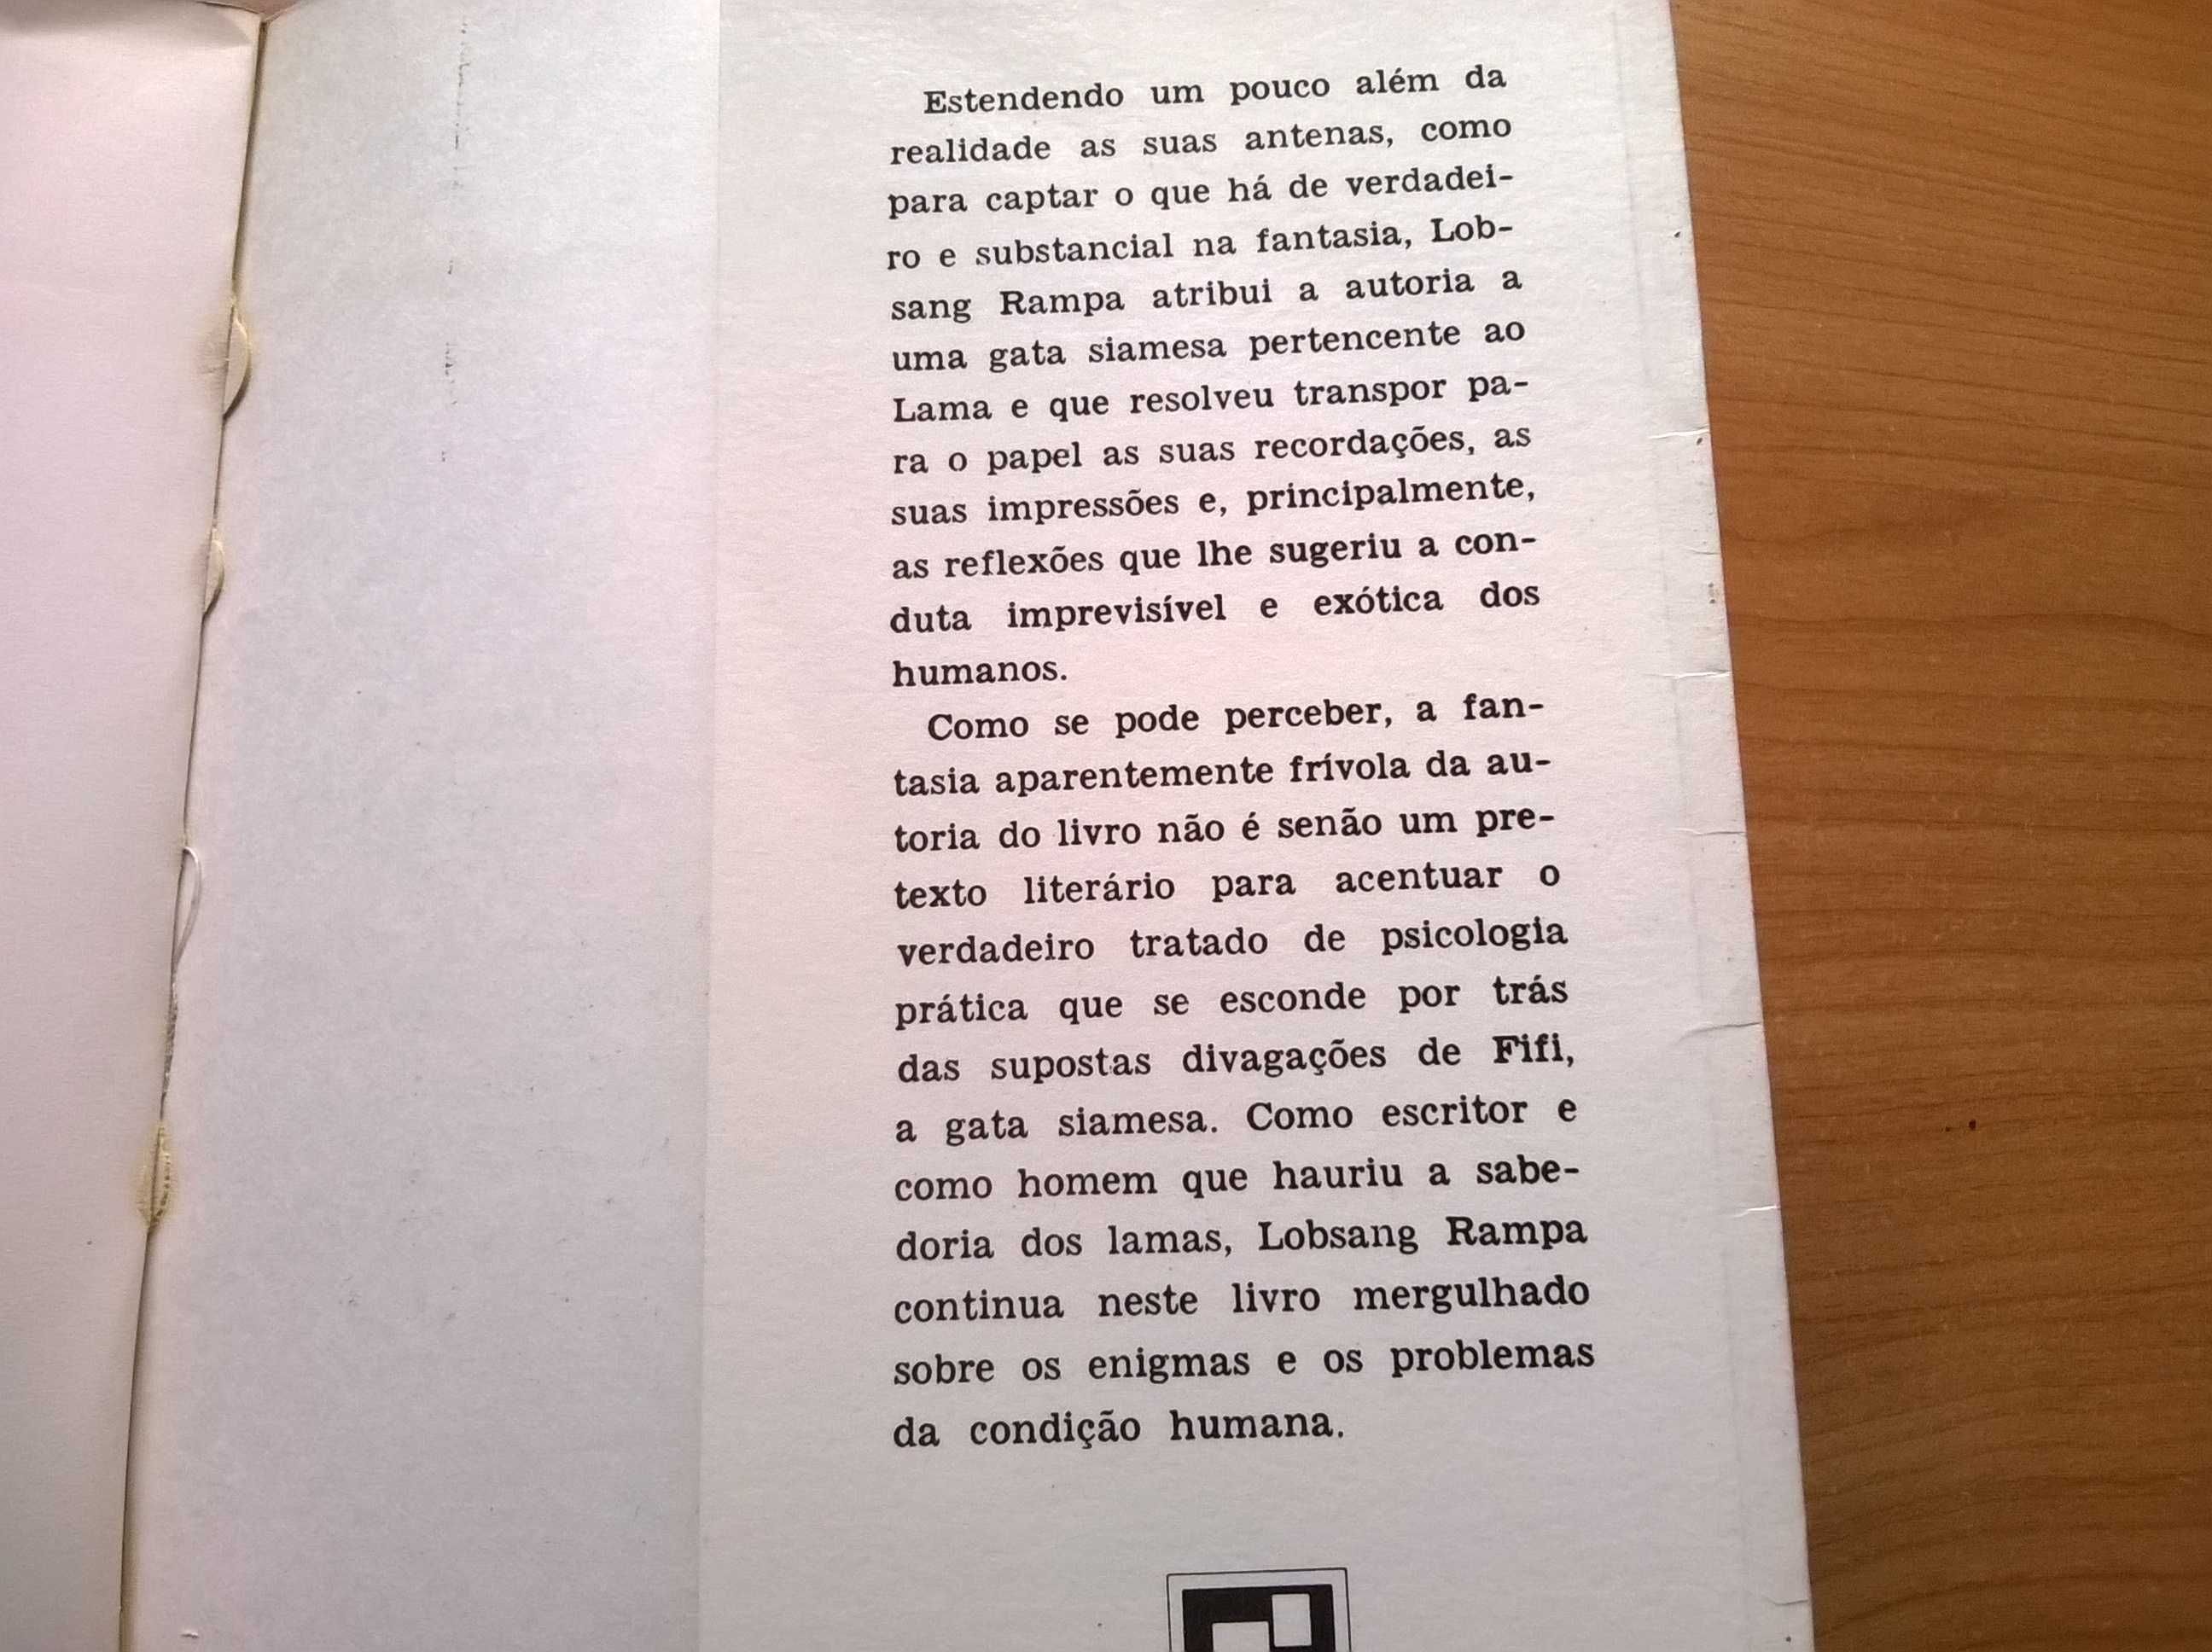 Estendendo um pouco além da
realidade as suas antenas, como
para captar o que há de verdadei-
ro e substancial na fantasia, Lob-
sang Rampa atribui a autoria a
uma gata siamesa pertencente ao
Lama e que resolveu transpor pa-
ra o papel as suas recordações, as
suas impressões e, principalmente,
as reflexões que lhe sugeriu a con-
duta imprevisível e exótica dos
humanos.
Como se pode perceber, a fan-
tasia aparentemente frívola da au-
toria do livro não é senão um pre-
texto literário para acentuar o
verdadeiro tratado de psicologia
prática que se esconde por trás
das supostas divagações de Fifi,
a gata siamesa. Como escritor e
como homem que hauriu a sabe-
doria dos lamas, Lobsang Rampa
continua neste livro mergulhado
sobre os enigmas e os problemas
da condição humana.